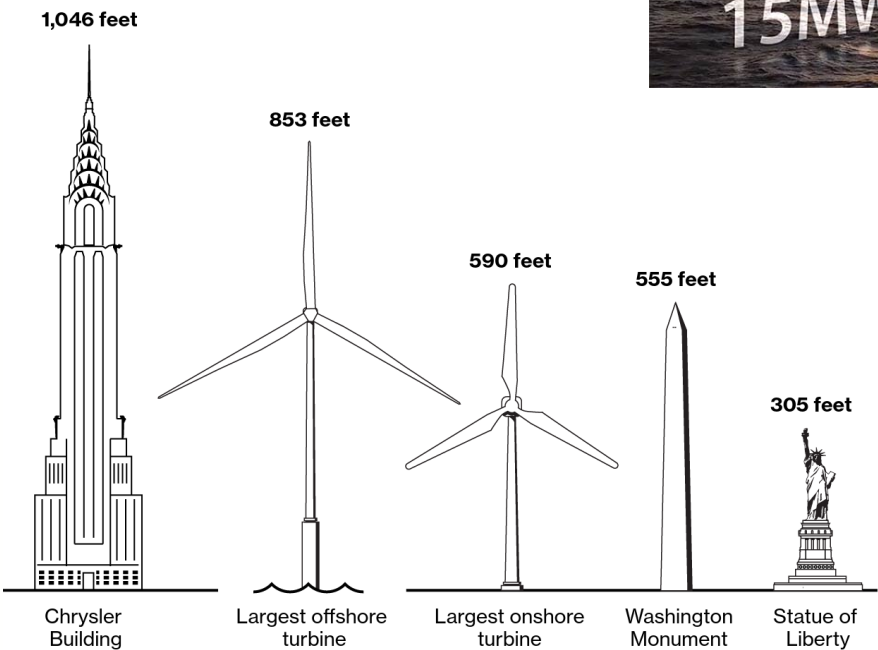 1,046 feet
15MW
853 feet
590 feet
555 feet
305 feet
Chrysler
Building
Largest offshore
turbine
Largest onshore
turbine
Washington
Monument
Statue of
Liberty